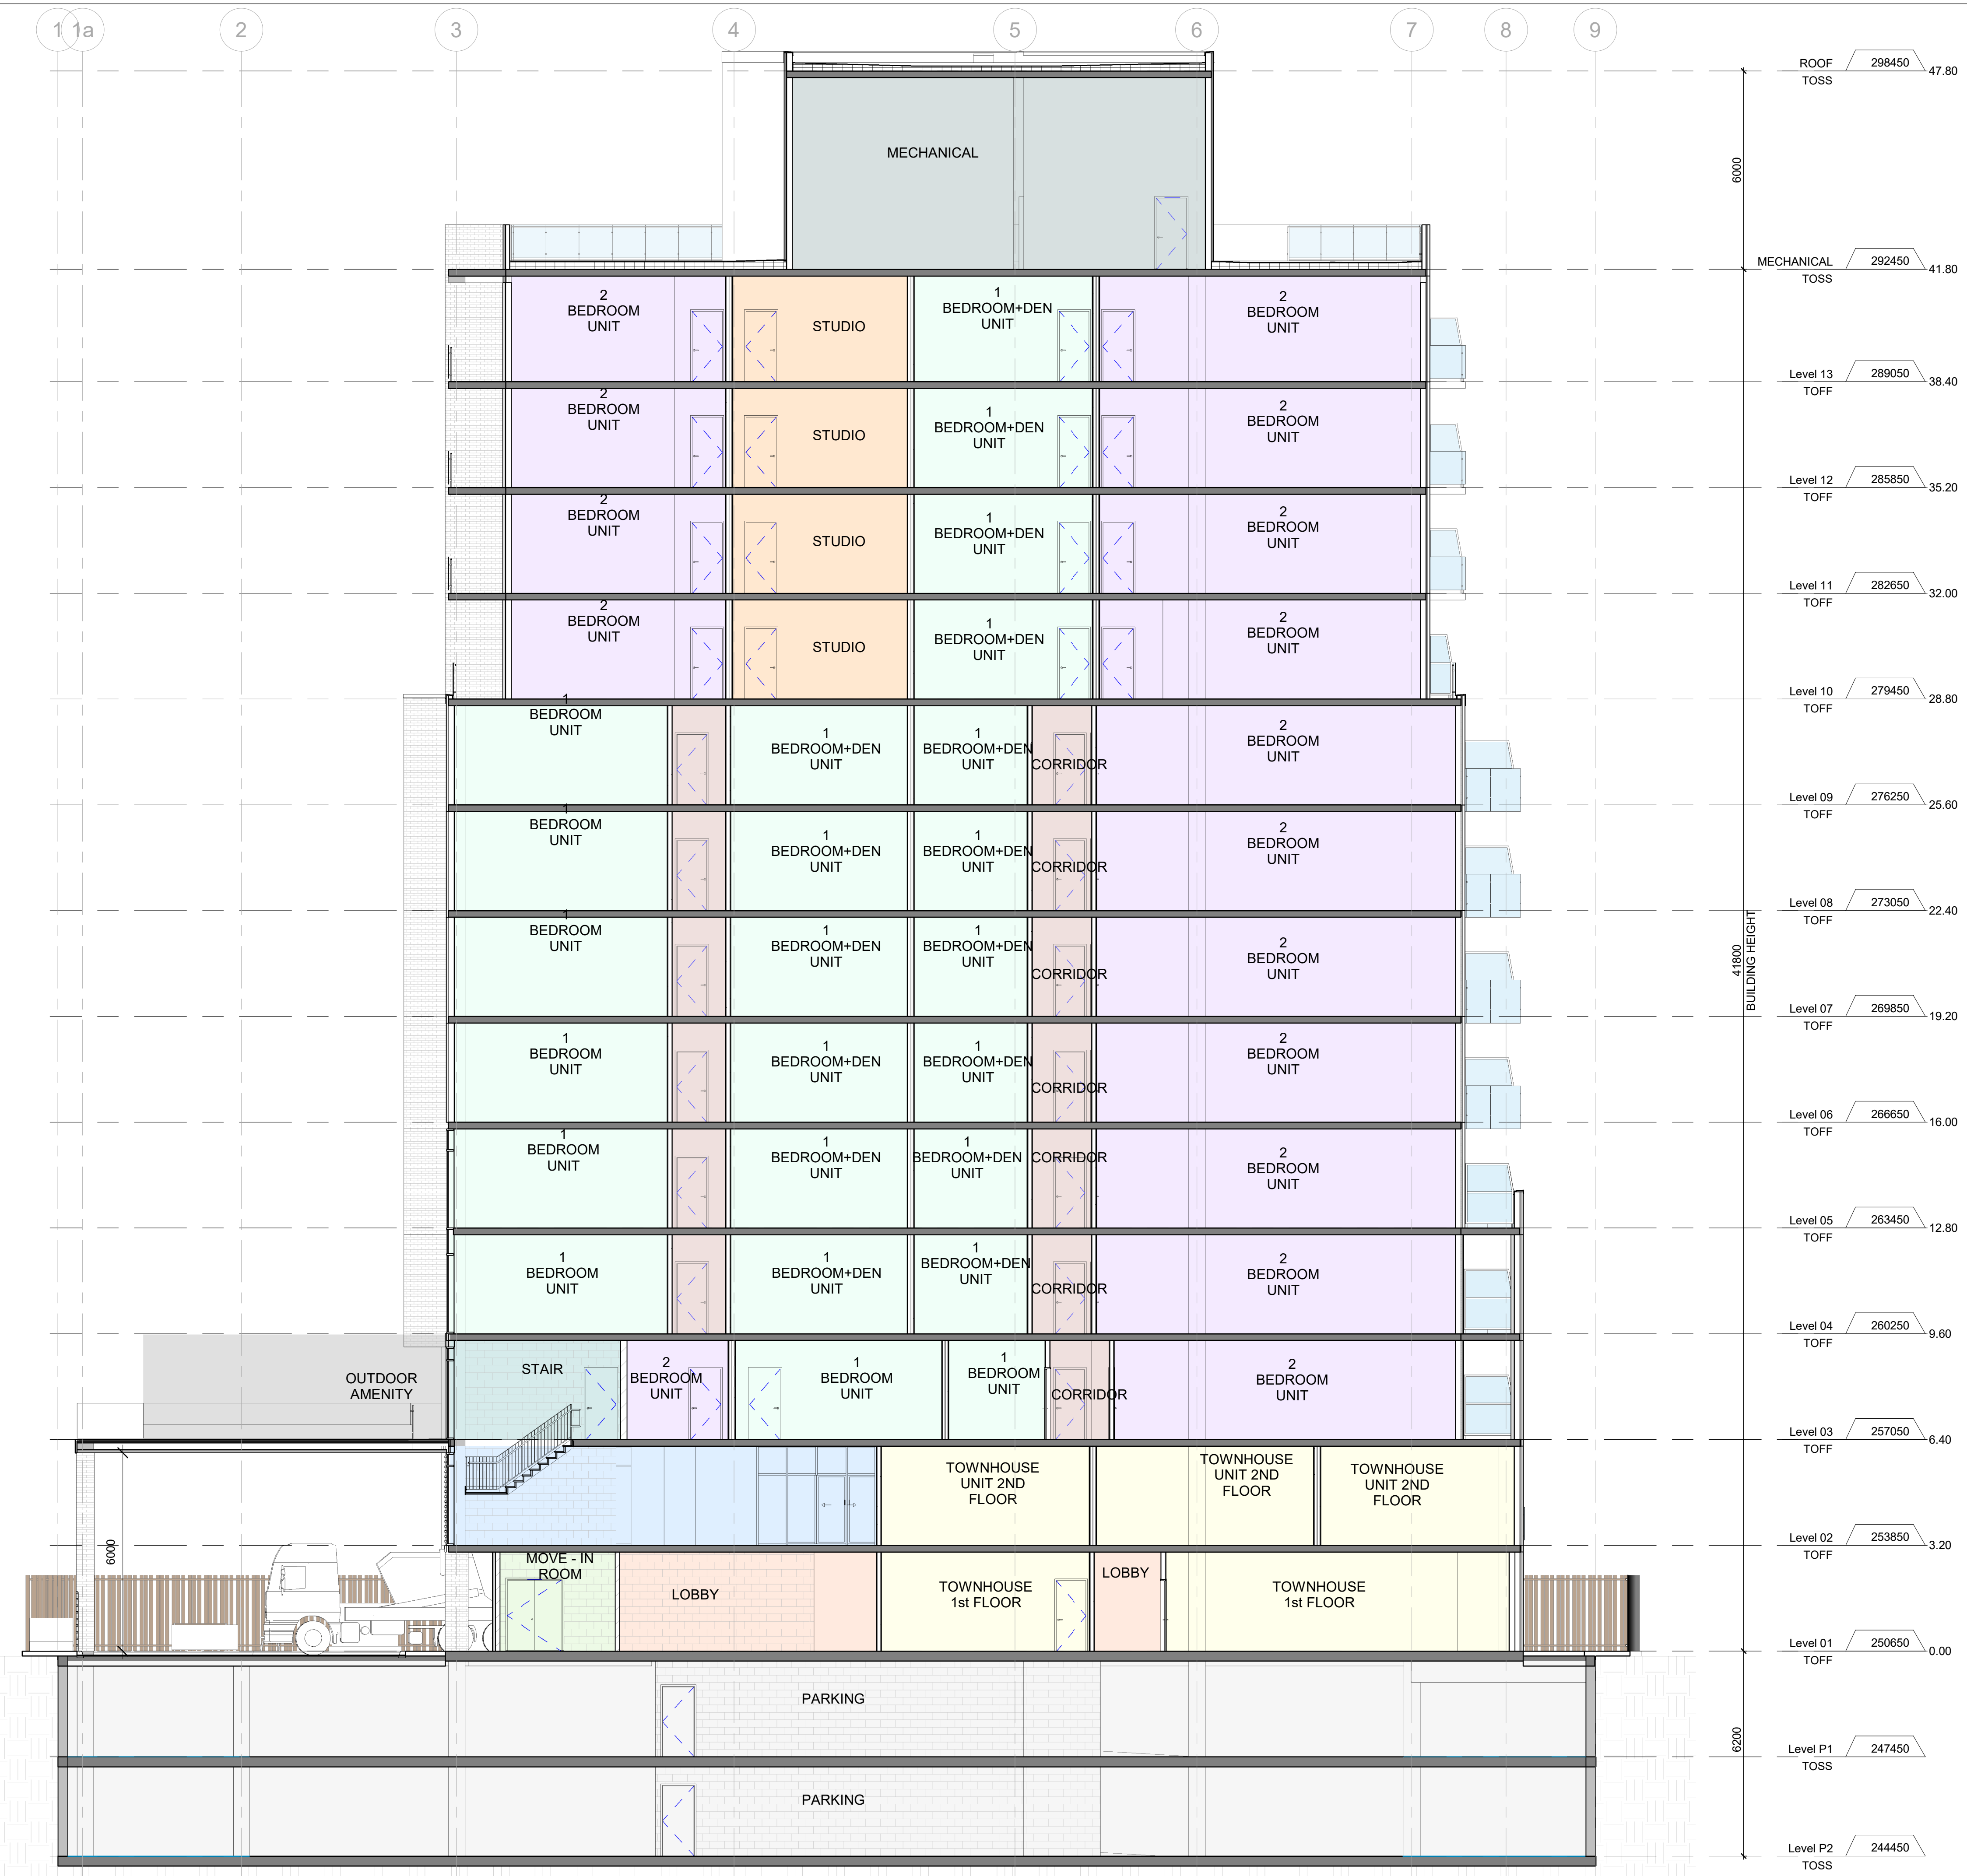 1
1a
2
3
4
5
6
7
8
9
ROOF 298450 47.80
TOSS
6000
MECHANICAL
MECHANICAL 292450 41.80
TOSS
2
BEDROOM
UNIT
STUDIO
1
BEDROOM+DEN
UNIT
2
BEDROOM
UNIT
Level 13 289050 38.40
TOFF
2
BEDROOM
UNIT
STUDIO
1
BEDROOM+DEN
UNIT
2
BEDROOM
UNIT
Level 12 285850 35.20
TOFF
2
BEDROOM
UNIT
STUDIO
1
BEDROOM+DEN
UNIT
2
BEDROOM
UNIT
Level 11 282650 32.00
TOFF
2
BEDROOM
UNIT
STUDIO
1
BEDROOM+DEN
UNIT
2
BEDROOM
UNIT
Level 10 279450 28.80
TOFF
1
BEDROOM
UNIT
1
BEDROOM+DEN
UNIT
1
BEDROOM+DEN
UNIT
CORRIDOR
2
BEDROOM
UNIT
Level 09 276250 25.60
TOFF
1
BEDROOM
UNIT
1
BEDROOM+DEN
UNIT
1
BEDROOM+DEN
UNIT
CORRIDOR
2
BEDROOM
UNIT
Level 08 273050 22.40
TOFF
1
BEDROOM
UNIT
1
BEDROOM+DEN
UNIT
1
BEDROOM+DEN
UNIT
CORRIDOR
2
BEDROOM
UNIT
41800
BUILDING HEIGHT
Level 07 269850 19.20
TOFF
1
BEDROOM
UNIT
1
BEDROOM+DEN
UNIT
1
BEDROOM+DEN
UNIT
CORRIDOR
2
BEDROOM
UNIT
Level 06 266650 16.00
TOFF
1
BEDROOM
UNIT
1
BEDROOM+DEN
UNIT
1
BEDROOM+DEN
UNIT
CORRIDOR
2
BEDROOM
UNIT
Level 05 263450 12.80
TOFF
1
BEDROOM
UNIT
1
BEDROOM+DEN
UNIT
1
BEDROOM+DEN
UNIT
CORRIDOR
2
BEDROOM
UNIT
Level 04 260250 9.60
TOFF
OUTDOOR
AMENITY
STAIR
2
BEDROOM
UNIT
1
BEDROOM
UNIT
1
BEDROOM
UNIT
CORRIDOR
2
BEDROOM
UNIT
Level 03 257050 6.40
TOFF
TOWNHOUSE
UNIT 2ND
FLOOR
TOWNHOUSE
UNIT 2ND
FLOOR
TOWNHOUSE
UNIT 2ND
FLOOR
Level 02 253850 3.20
TOFF
6000
MOVE - IN
ROOM
LOBBY
TOWNHOUSE
1st FLOOR
LOBBY
TOWNHOUSE
1st FLOOR
Level 01 250650 0.00
TOFF
PARKING
6200
Level P1 247450
TOSS
PARKING
Level P2 244450
TOSS